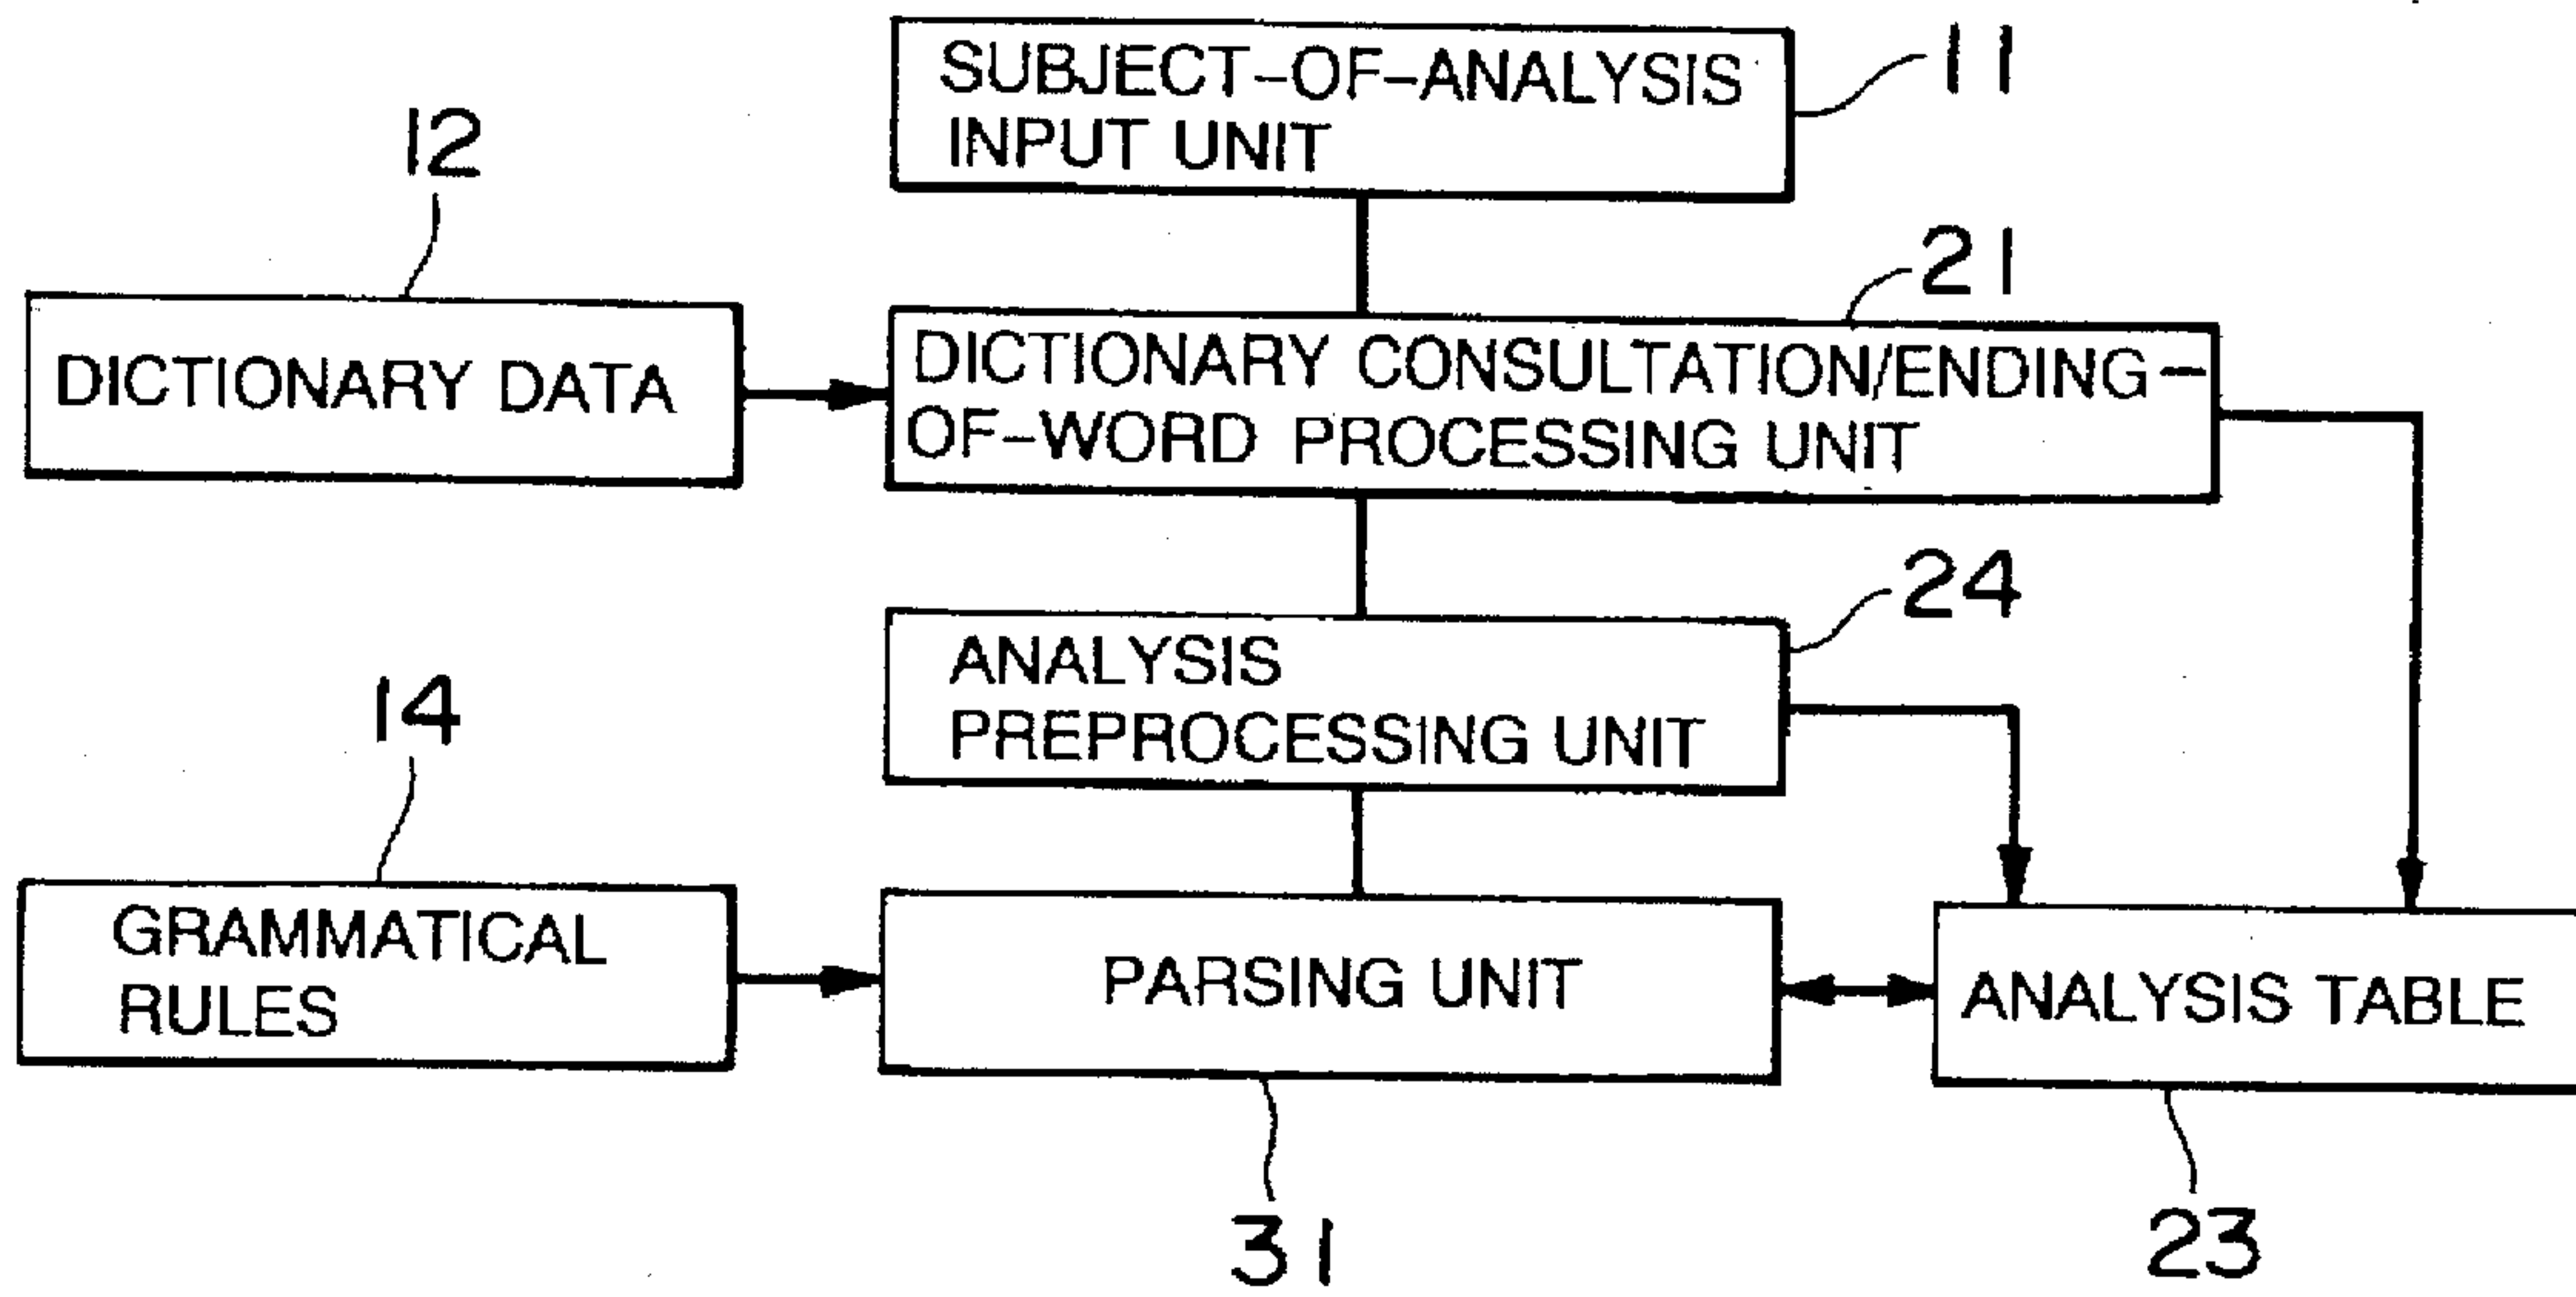 SUBJECT-OF-ANALYSIS
INPUT UNIT
11
12
21
DICTIONARY DATA
DICTIONARY CONSULTATION/ENDING-
OF-WORD PROCESSING UNIT
24
ANALYSIS
PREPROCESSING UNIT
14
GRAMMATICAL
RULES
PARSING UNIT
ANALYSIS TABLE
31
23